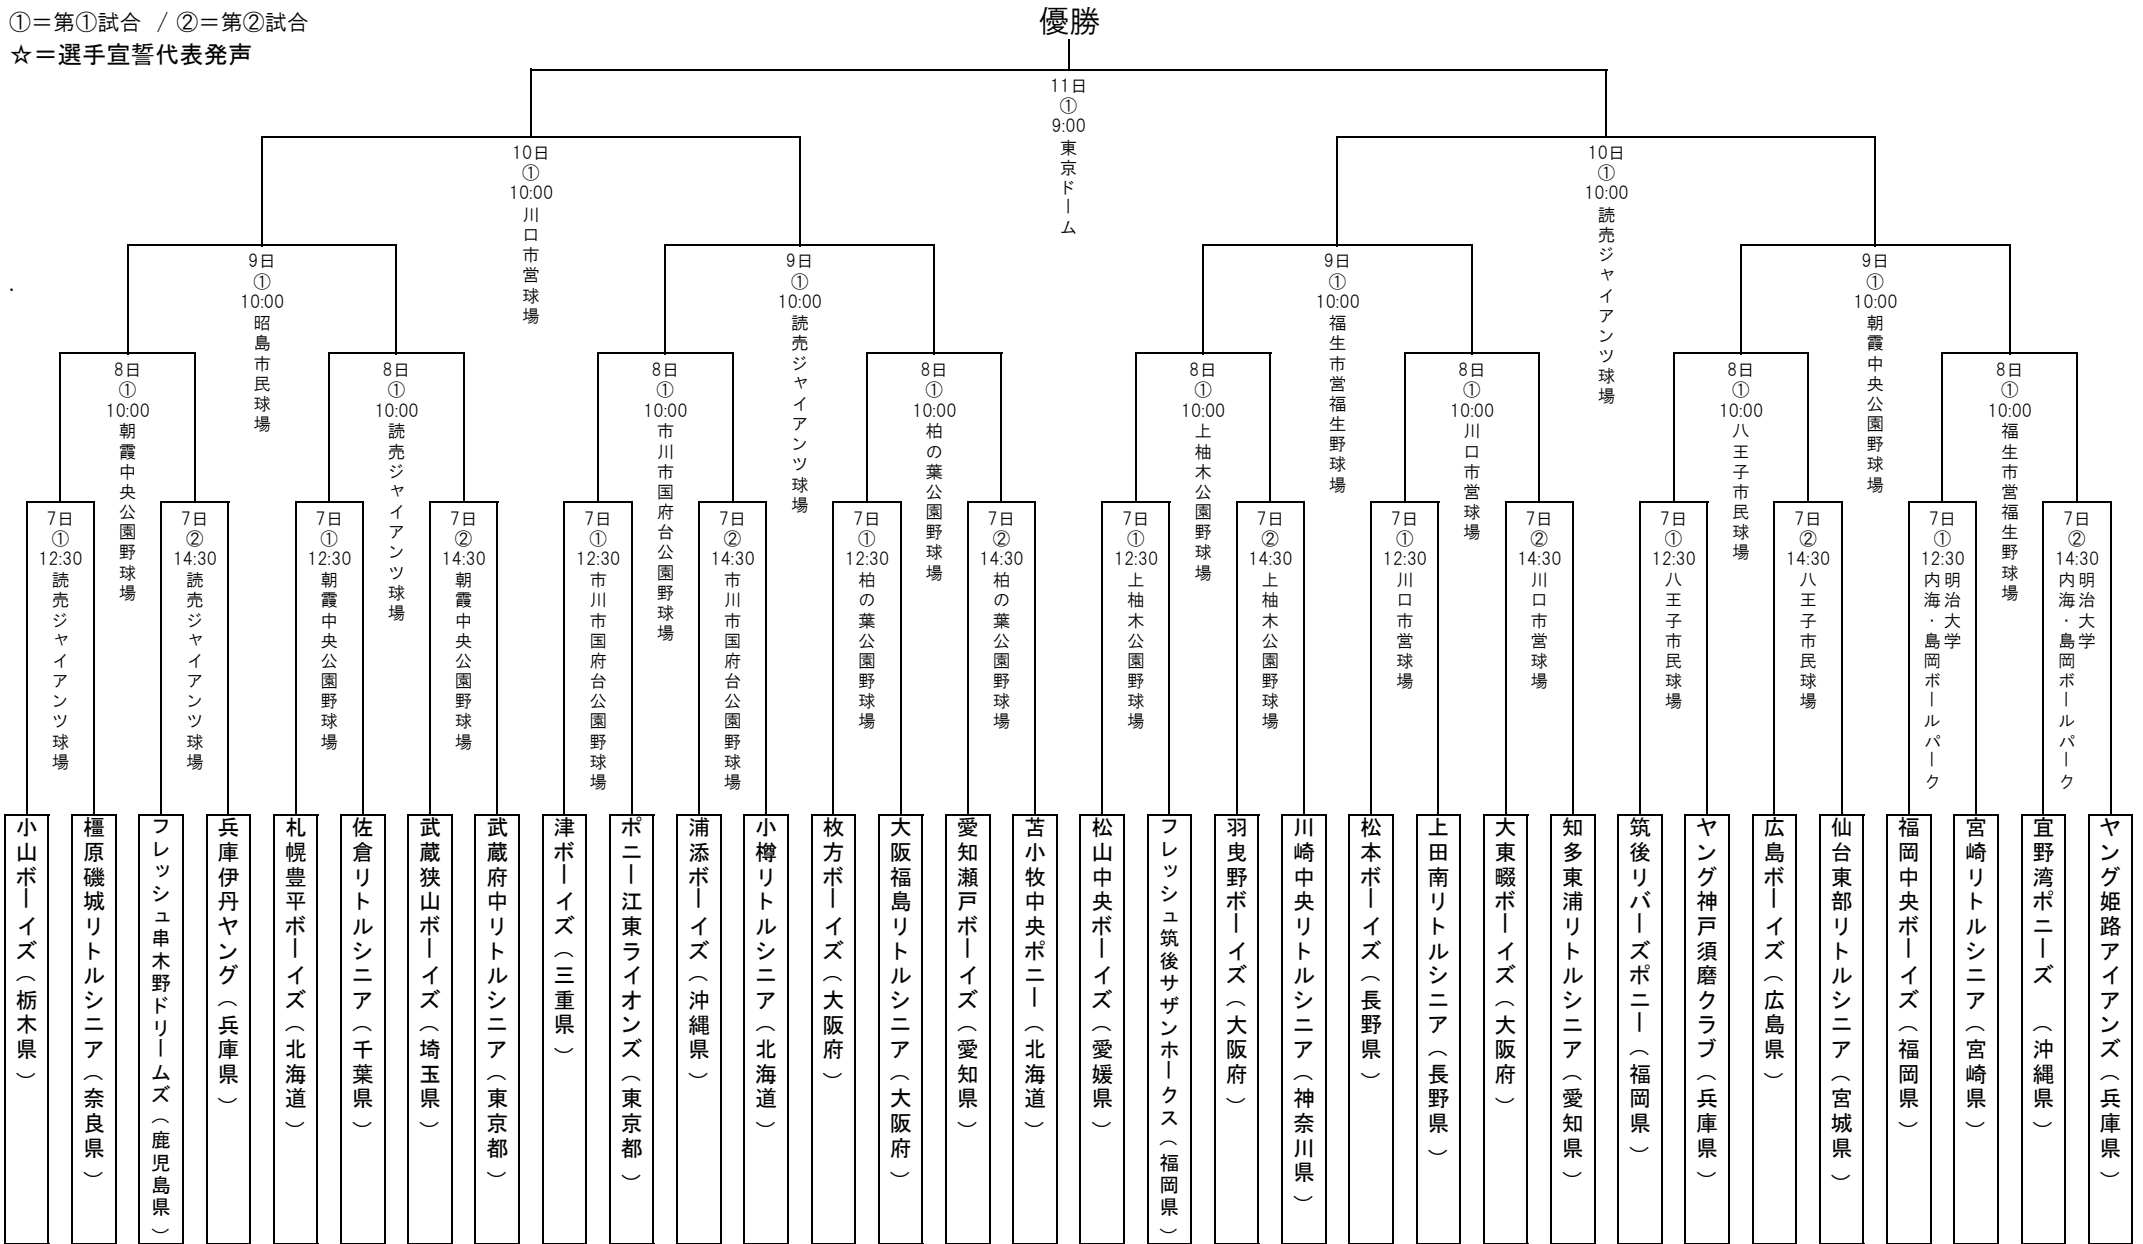 ①＝第①試合 / ②＝第②試合
☆＝選手宣誓代表発声
優勝
11日
①
9:00
東京ドーム
10日
①
10:00
川口市営球場
10日
①
10:00
読売ジャイアンツ球場
9日
①
10:00
昭島市民球場
9日
①
10:00
読売ジャイアンツ球場
9日
①
10:00
福生市営福生野球場
9日
①
10:00
朝霞中央公園野球場
8日
①
10:00
朝霞中央公園野球場
8日
①
10:00
読売ジャイアンツ球場
8日
①
10:00
市川市国府台公園野球場
8日
①
10:00
柏の葉公園野球場
8日
①
10:00
上柚木公園野球場
8日
①
10:00
川口市営球場
8日
①
10:00
八王子市民球場
8日
①
10:00
福生市営福生野球場
7日
①
12:30
読売ジャイアンツ球場
7日
②
14:30
読売ジャイアンツ球場
7日
①
12:30
朝霞中央公園野球場
7日
②
14:30
朝霞中央公園野球場
7日
①
12:30
市川市国府台公園野球場
7日
②
14:30
市川市国府台公園野球場
7日
①
12:30
柏の葉公園野球場
7日
②
14:30
柏の葉公園野球場
7日
①
12:30
上柚木公園野球場
7日
②
14:30
上柚木公園野球場
7日
①
12:30
川口市営球場
7日
②
14:30
川口市営球場
7日
①
12:30
八王子市民球場
7日
②
14:30
八王子市民球場
7日
①
12:30
明治大学
内海・島岡ボールパーク
7日
②
14:30
明治大学
内海・島岡ボールパーク
小山ボーイズ（栃木県）
橿原磯城リトルシニア（奈良県）
フレッシュ串木野ドリームズ（鹿児島県）
兵庫伊丹ヤング（兵庫県）
札幌豊平ボーイズ（北海道）
佐倉リトルシニア（千葉県）
武蔵狭山ボーイズ（埼玉県）
武蔵府中リトルシニア（東京都）
津ボーイズ（三重県）
ポニー江東ライオンズ（東京都）
浦添ボーイズ（沖縄県）
小樽リトルシニア（北海道）
枚方ボーイズ（大阪府）
大阪福島リトルシニア（大阪府）
愛知瀬戸ボーイズ（愛知県）
苫小牧中央ポニー（北海道）
松山中央ボーイズ（愛媛県）
フレッシュ筑後サザンホークス（福岡県）
羽曳野ボーイズ（大阪府）
川崎中央リトルシニア（神奈川県）
松本ボーイズ（長野県）
上田南リトルシニア（長野県）
大東畷ボーイズ（大阪府）
知多東浦リトルシニア（愛知県）
筑後リバーズポニー（福岡県）
ヤング神戸須磨クラブ（兵庫県）
広島ボーイズ（広島県）
仙台東部リトルシニア（宮城県）
福岡中央ボーイズ（福岡県）
宮崎リトルシニア（宮崎県）
宜野湾ポニーズ （沖縄県）
ヤング姫路アイアンズ（兵庫県）